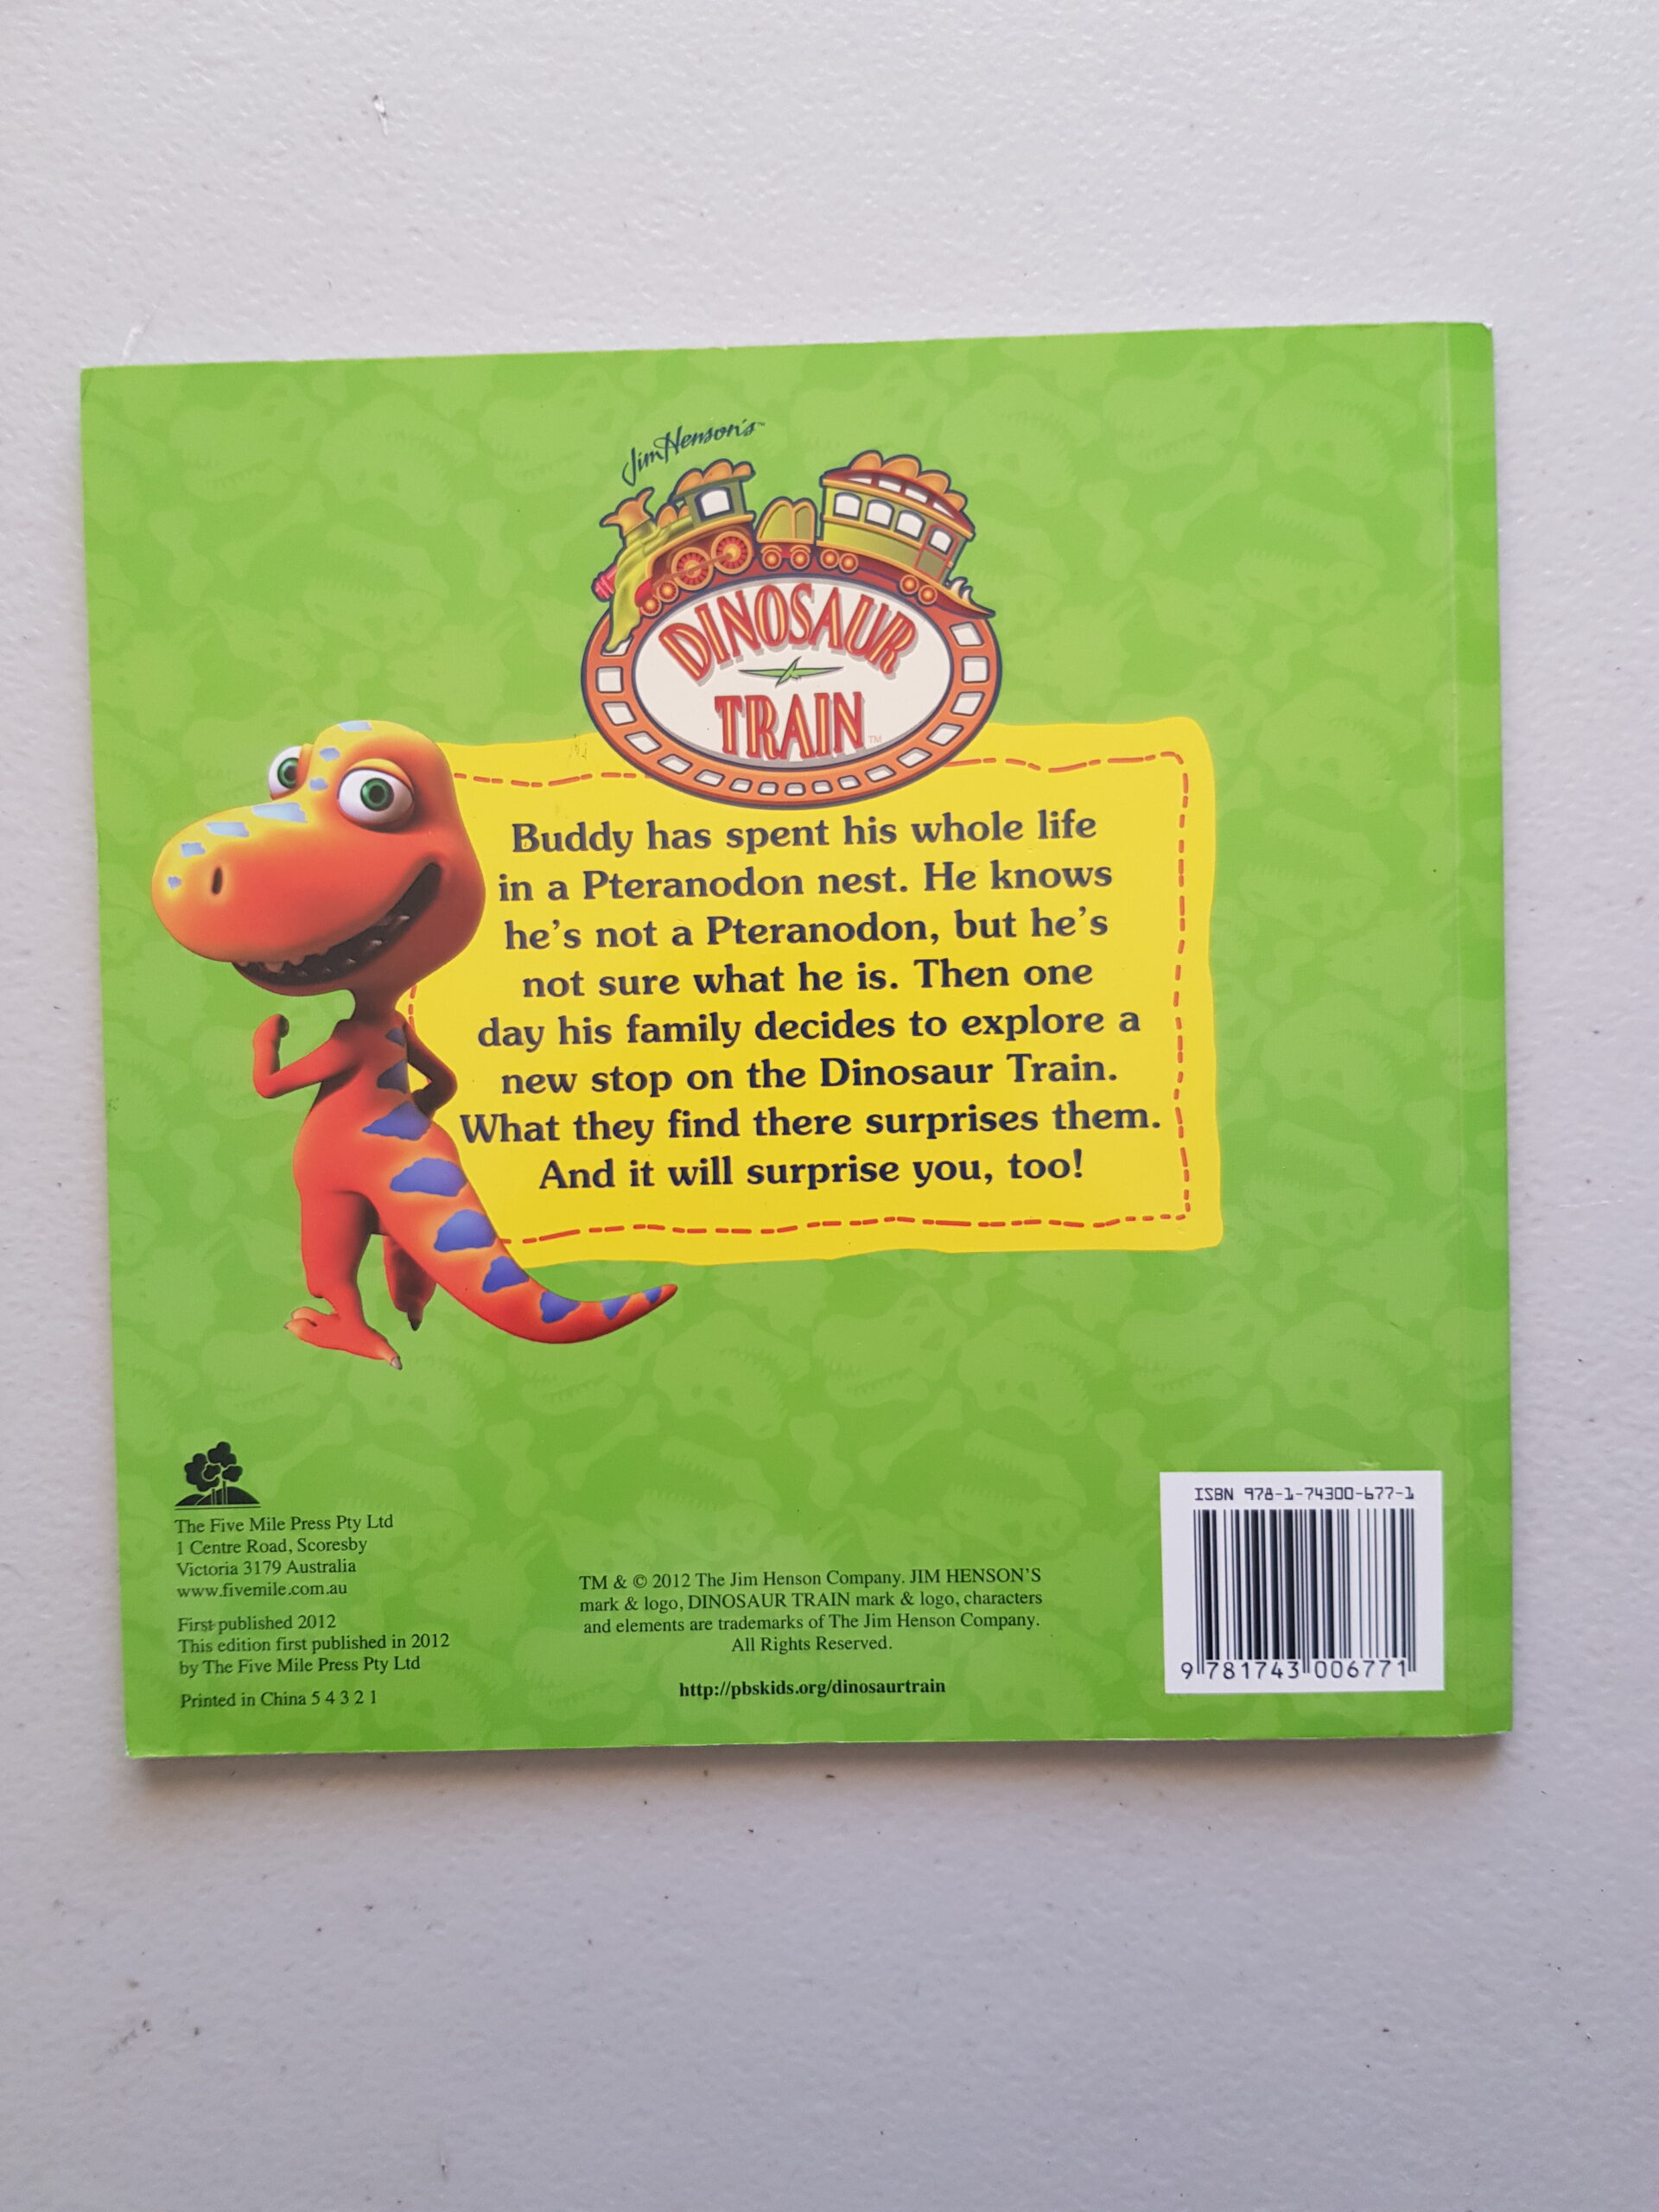 Jim Henson's™
DINOSAUR
TRAIN™
Buddy has spent his whole life
in a Pteranodon nest. He knows
he's not a Pteranodon, but he's
not sure what he is. Then one
day his family decides to explore a
new stop on the Dinosaur Train.
What they find there surprises them.
And it will surprise you, too!
The Five Mile Press Pty Ltd
1 Centre Road, Scoresby
Victoria 3179 Australia
www.fivemile.com.au
First published 2012
This edition first published in 2012
by The Five Mile Press Pty Ltd
Printed in China 5 4 3 2 1
TM & © 2012 The Jim Henson Company. JIM HENSON'S
mark & logo, DINOSAUR TRAIN mark & logo, characters
and elements are trademarks of The Jim Henson Company.
All Rights Reserved.
http://pbskids.org/dinosaurtrain
ISBN 978-1-74300-677-1
9 781743 006771